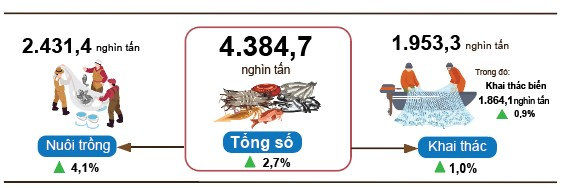 2.431,4 nghìn tấn
Nuôi trồng
▲ 4,1%
4.384,7
nghìn tấn
Tổng số
▲ 2,7%
1.953,3 nghìn tấn
Trong đó:
Khai thác biển
1.864,1 nghìn tấn
▲ 0,9%
Khai thác
▲ 1,0%